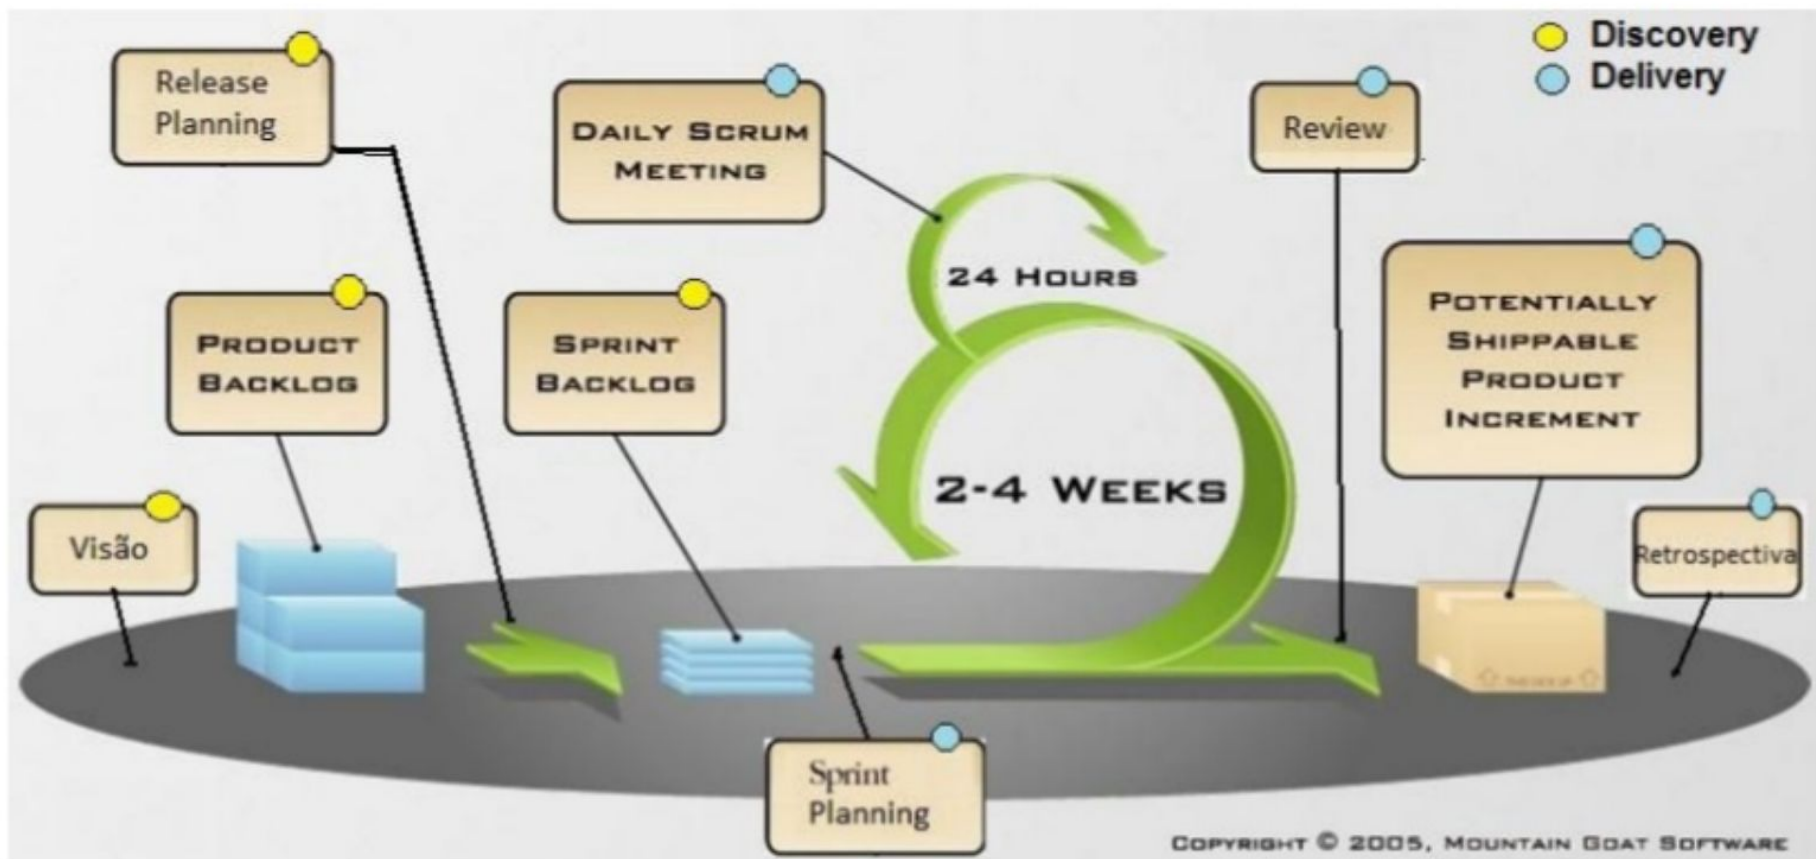 Discovery
Delivery
Release
Planning
DAILY SCRUM
MEETING
Review
24 HOURS
PRODUCT
BACKLOG
SPRINT
BACKLOG
POTENTIALLY
SHIPPABLE
PRODUCT
INCREMENT
2-4 WEEKS
Visão
Retrospectiva
Sprint
Planning
COPYRIGHT © 2005, MOUNTAIN GOAT SOFTWARE